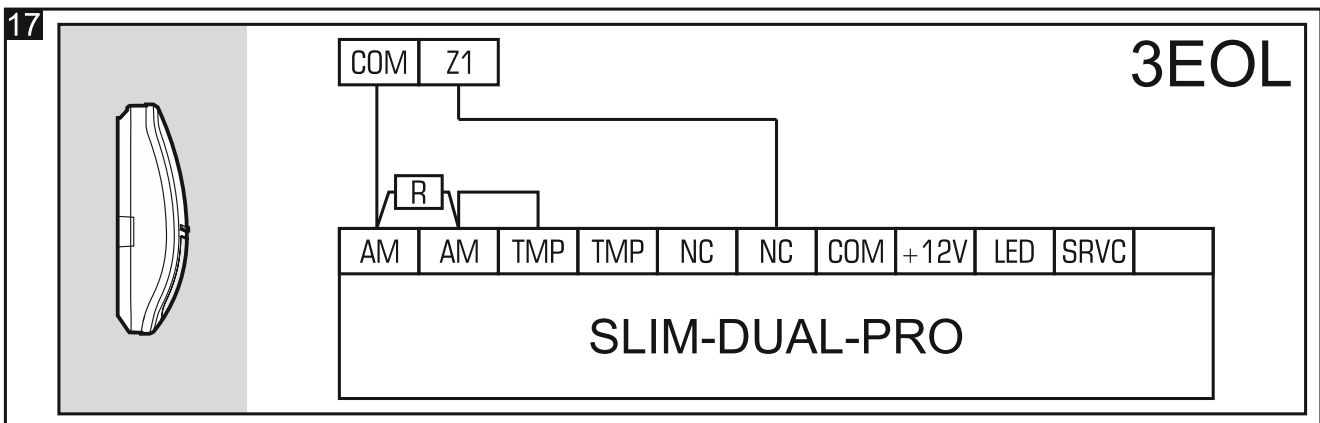 17
3EOL
COM Z1
R
AM AM TMP TMP NC NC COM +12V LED SRVC
SLIM-DUAL-PRO